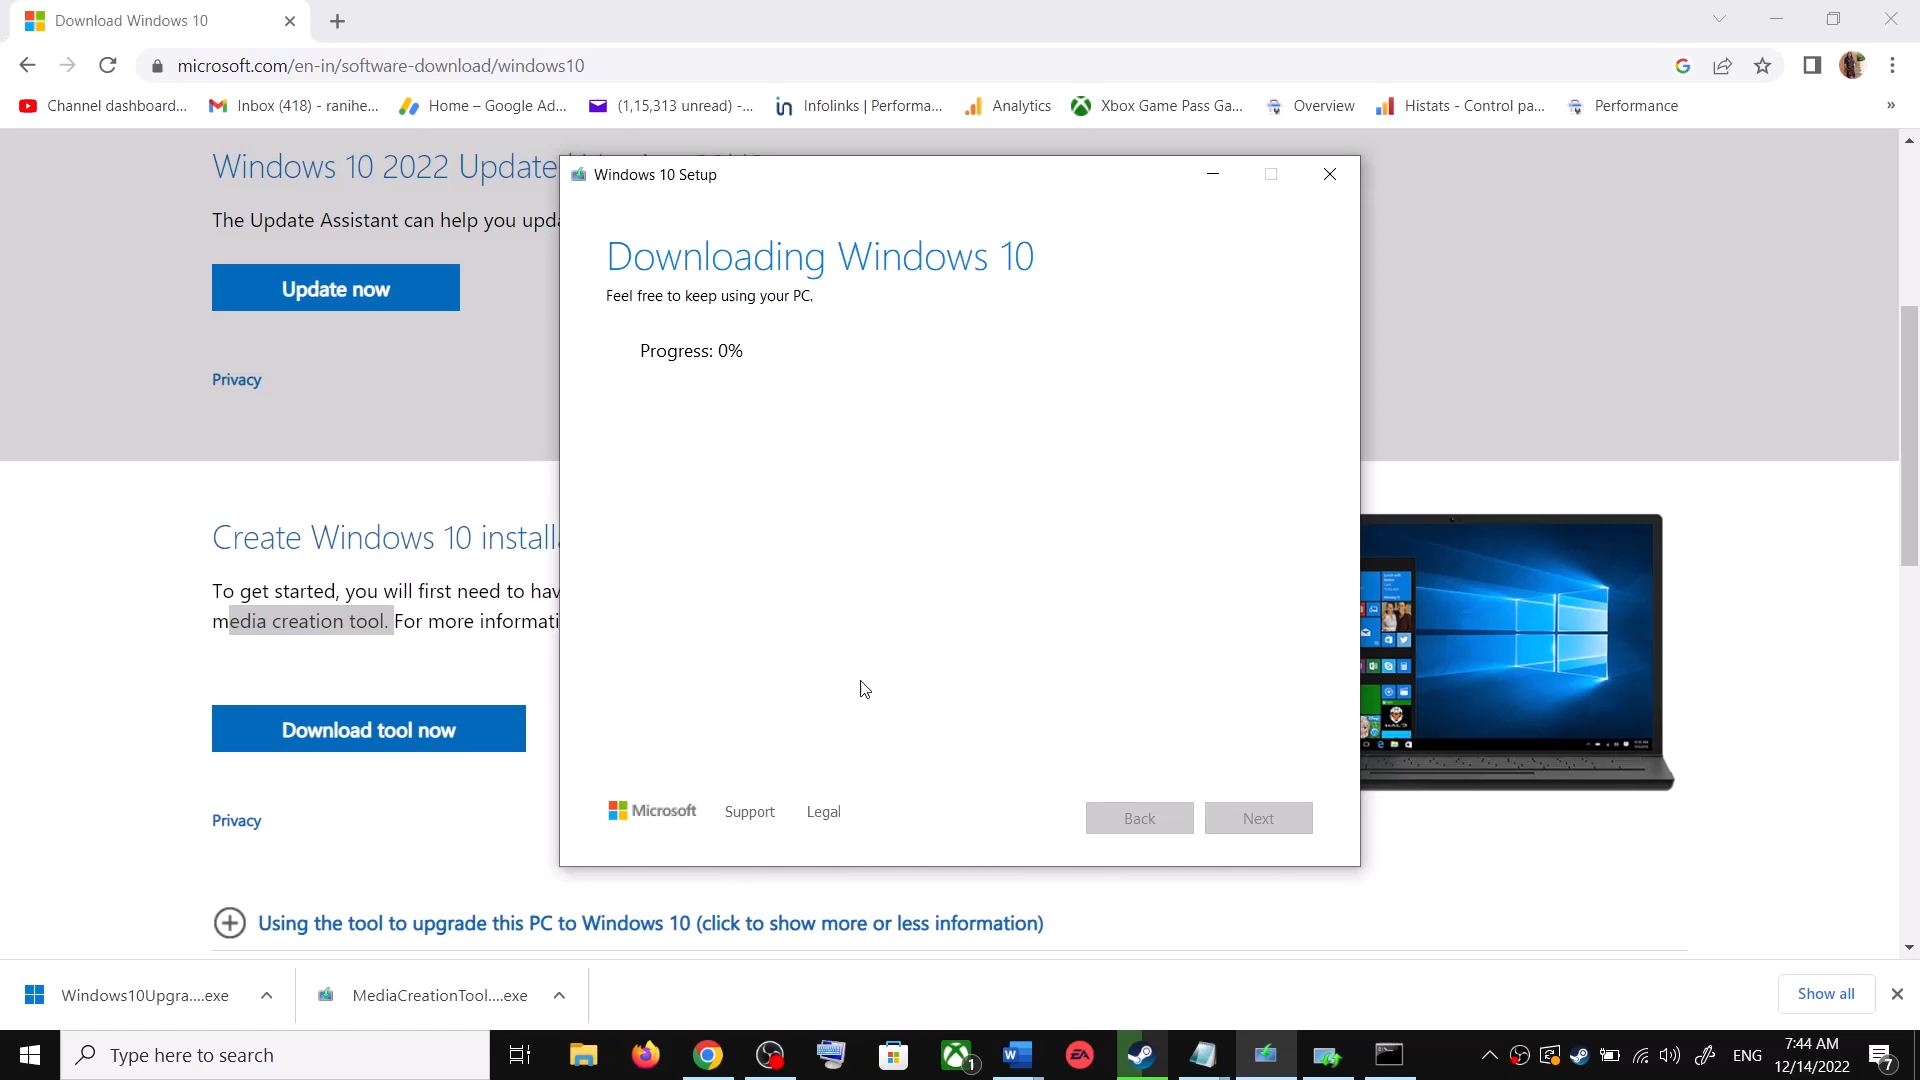 Download Windows 10
microsoft.com/en-in/software-download/windows10
Channel dashboard...
Inbox (418) - ranihe...
Home – Google Ad...
(1,15,313 unread) -...
Infolinks | Performa...
Analytics
Xbox Game Pass Ga...
Overview
Histats - Control pa...
Performance
»
Windows 10 2022 Update
The Update Assistant can help you upda
Update now
Privacy
Windows 10 Setup
Downloading Windows 10
Feel free to keep using your PC.
Progress: 0%
Microsoft
Support
Legal
Back
Next
Create Windows 10 installa
To get started, you will first need to hav
media creation tool. For more informati
Download tool now
Privacy
Using the tool to upgrade this PC to Windows 10 (click to show more or less information)
Windows10Upgra....exe
MediaCreationTool....exe
Show all
Type here to search
1
W
EA
ENG
7:44 AM
12/14/2022
7